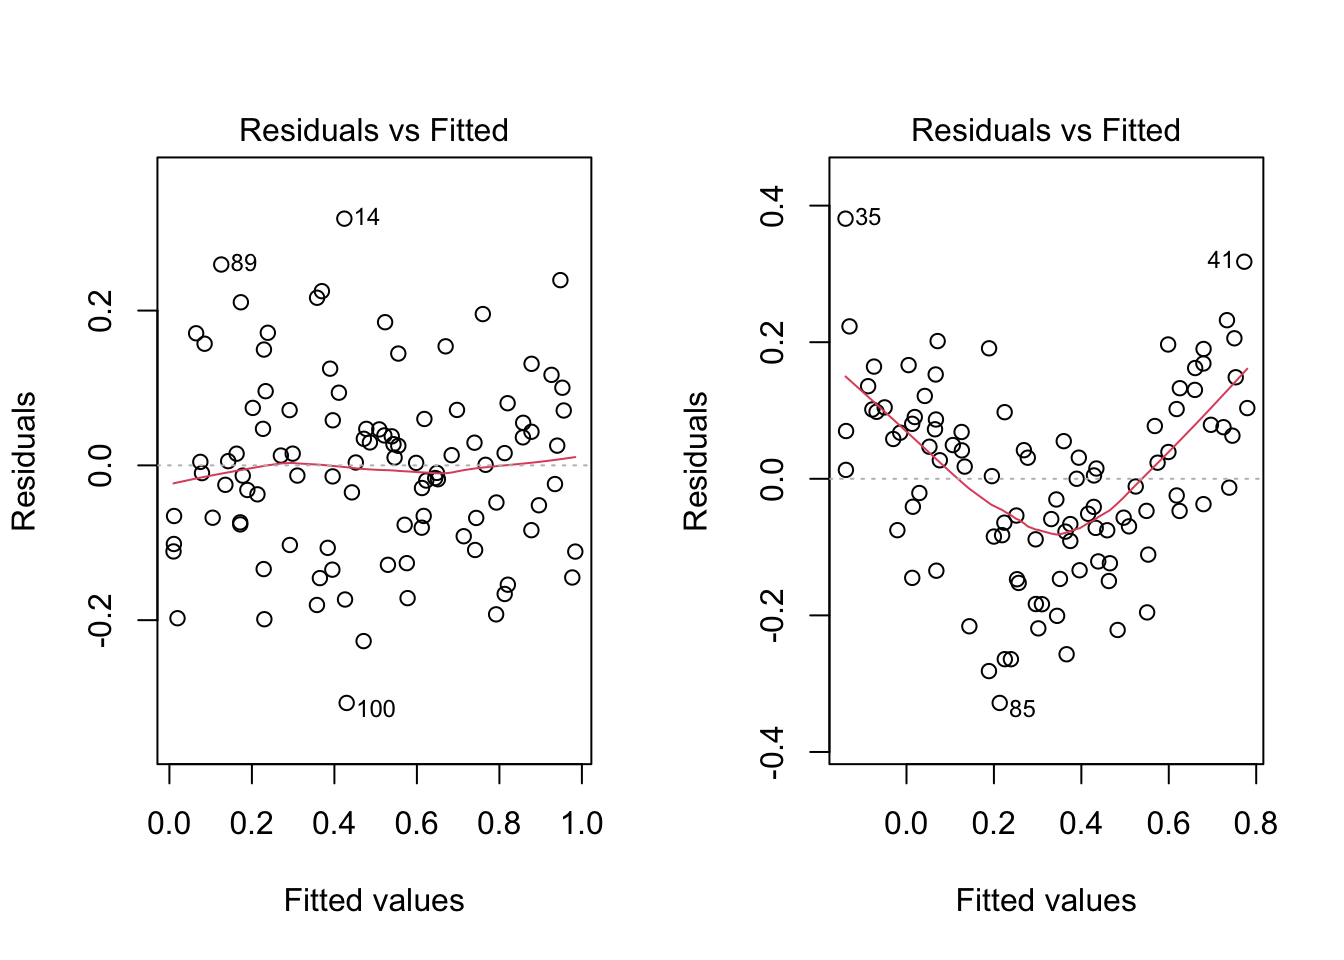 Residuals vs Fitted
Residuals
0.2
0.0
-0.2
14
89
100
0.0 0.2 0.4 0.6 0.8 1.0
Fitted values
Residuals vs Fitted
Residuals
0.4
0.2
0.0
-0.2
-0.4
35
41
85
0.0 0.2 0.4 0.6 0.8
Fitted values